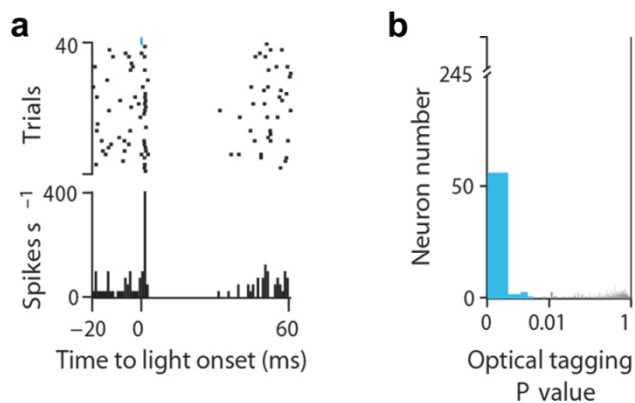 a
40
Trials
400
Spikes s⁻¹
0
−20 0 60
Time to light onset (ms)
b
245
Neuron number
50
0
0 0.01 1
Optical tagging
P value